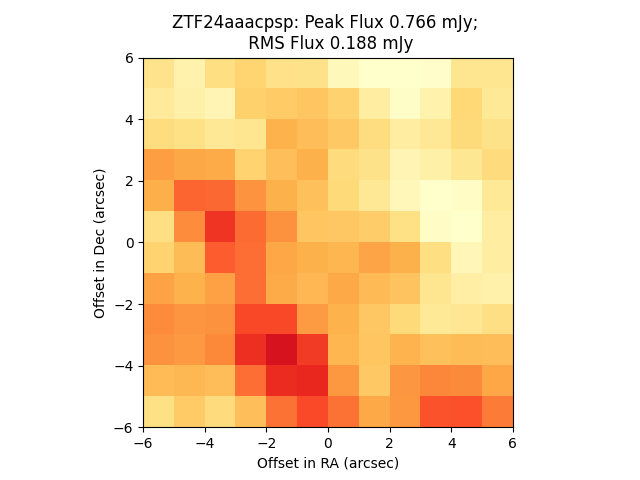 ZTF24aaacpsp: Peak Flux 0.766 mJy;
RMS Flux 0.188 mJy
6
4
2
0
−2
−4
−6
Offset in Dec (arcsec)
−6 −4 −2 0 2 4 6
Offset in RA (arcsec)